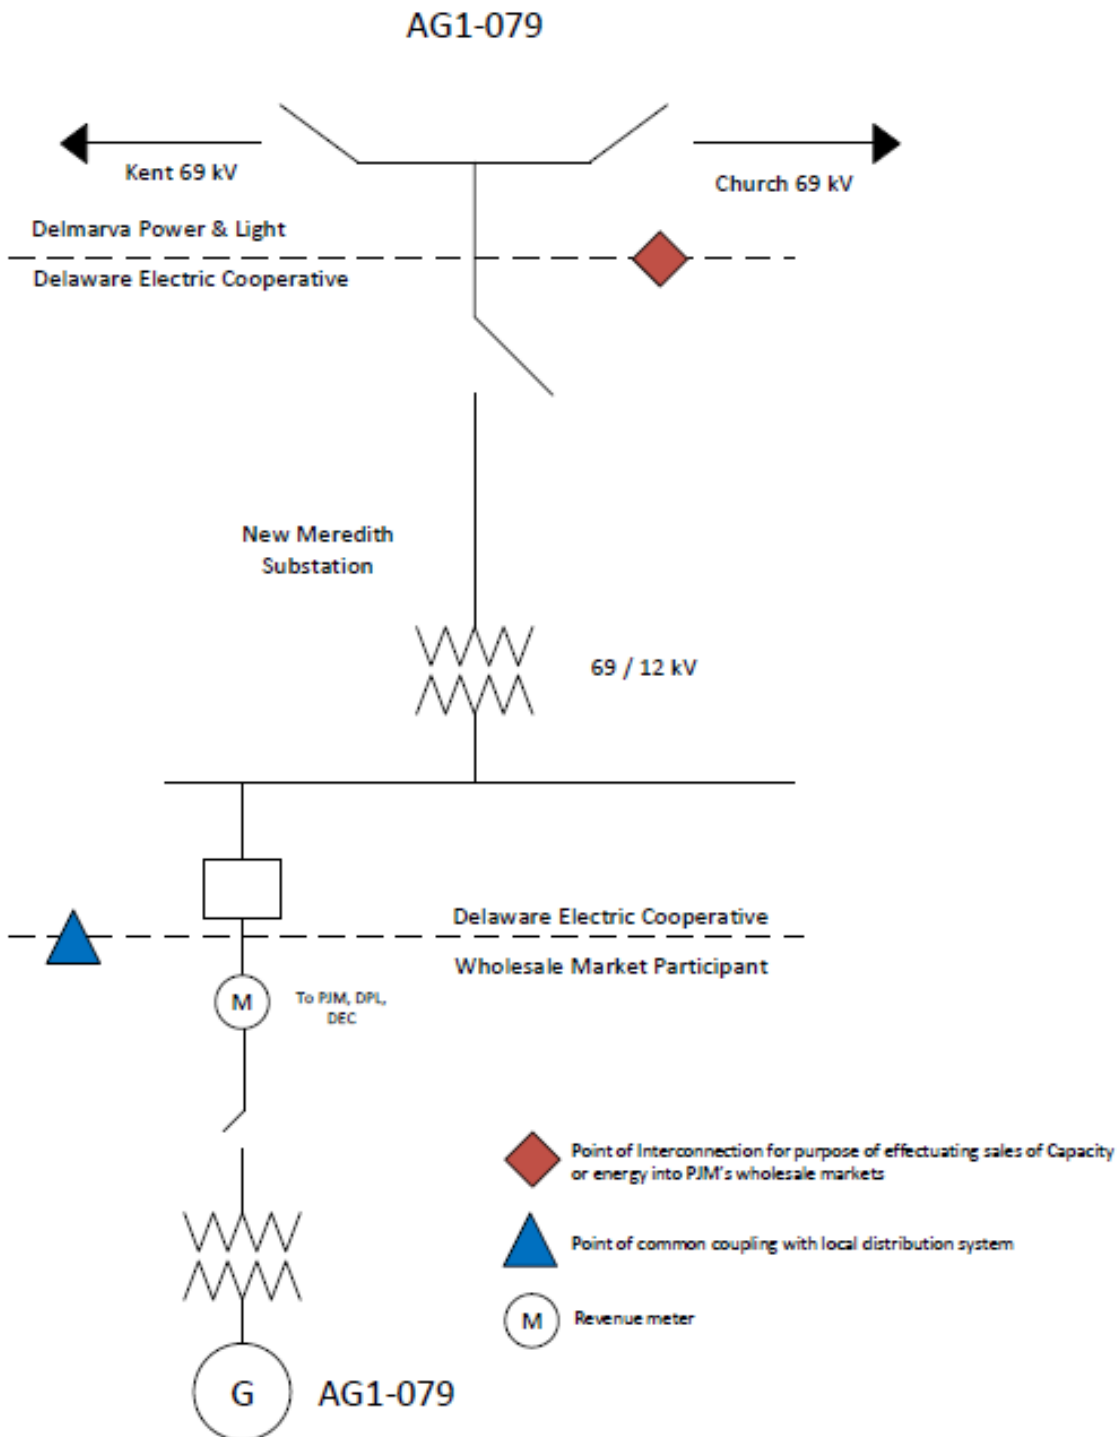 AG1-079
Kent 69 kV
Church 69 kV
Delmarva Power & Light
Delaware Electric Cooperative
New Meredith
Substation
69 / 12 kV
Delaware Electric Cooperative
Wholesale Market Participant
M
To PJM, DPL,
DEC
Point of Interconnection for purpose of effectuating sales of Capacity
or energy into PJM's wholesale markets
Point of common coupling with local distribution system
M
Revenue meter
G
AG1-079